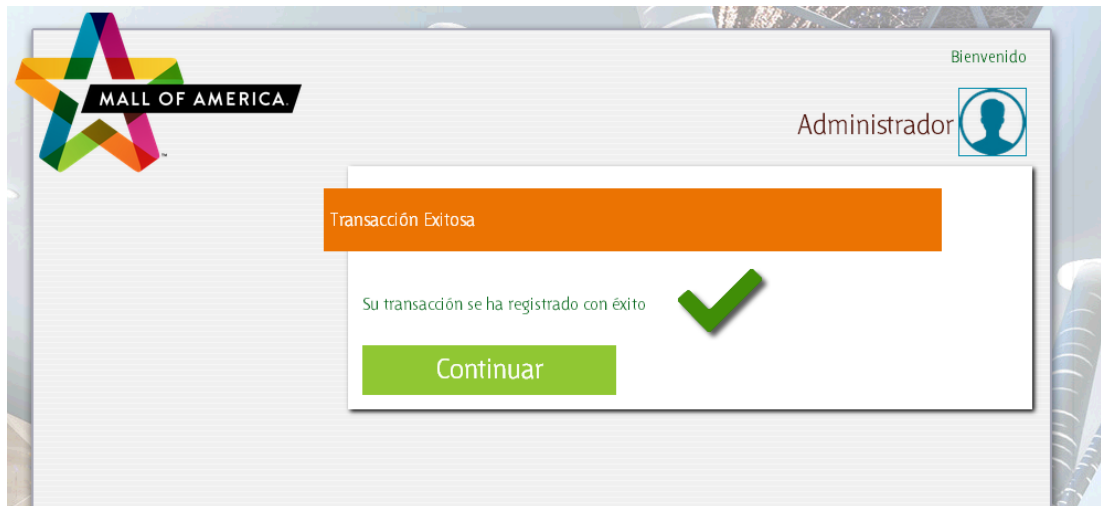 Bienvenido
MALL OF AMERICA.
Administrador
Transacción Exitosa
Su transacción se ha registrado con éxito
Continuar